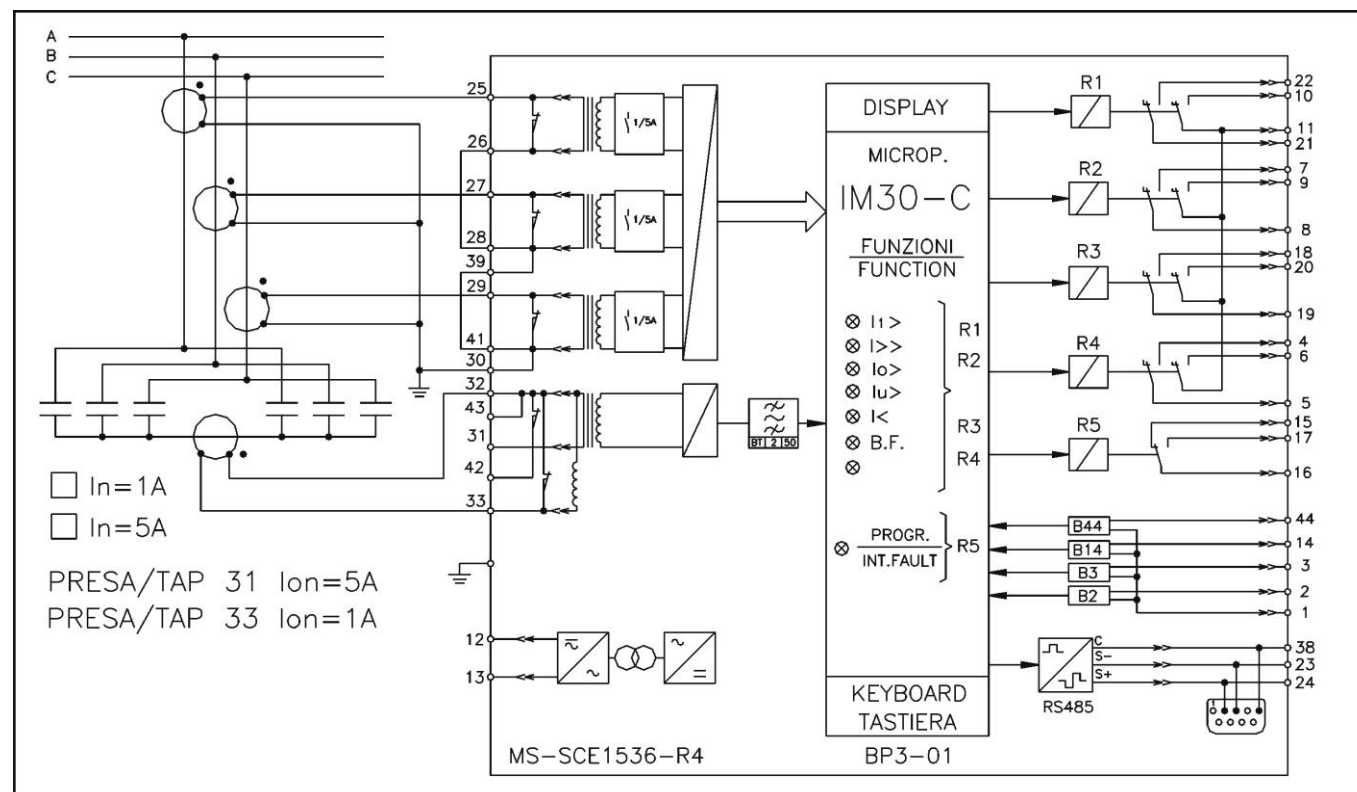 A
B
C
25
26
27
28
39
29
41
30
32
43
31
42
33
12
13
1/5A
1/5A
1/5A
BT 2 50
In=1A
In=5A
PRESA/TAP 31 Ion=5A
PRESA/TAP 33 Ion=1A
MS-SCE1536-R4
DISPLAY
MICROP.
IM30-C
FUNZIONI
FUNCTION
I1>
I>>
Io>
Iu>
I<
B.F.
R1
R2
R3
R4
PROGR.
INT.FAULT
R5
KEYBOARD
TASTIERA
BP3-01
R1
R2
R3
R4
R5
B44
B14
B3
B2
C
S-
S+
RS485
22
10
11
21
7
9
8
18
20
19
4
6
5
15
17
16
44
14
3
2
1
38
23
24
1